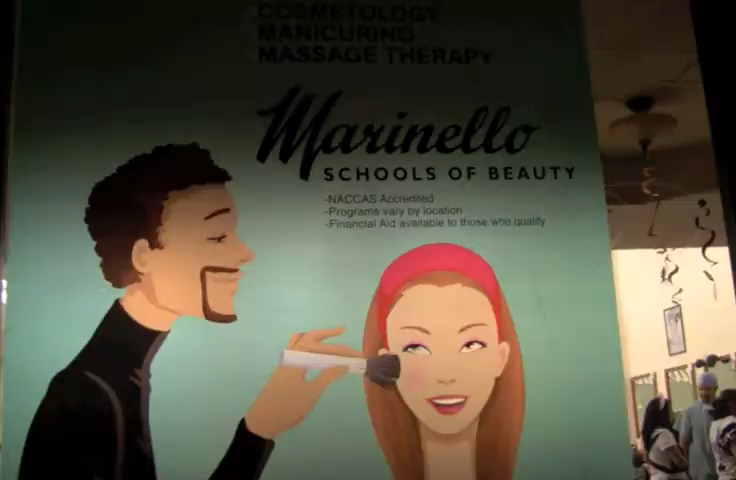 COSMETOLOGY
MANICURING
MASSAGE THERAPY
Marinello
SCHOOLS OF BEAUTY
-NACCAS Accredited
-Programs vary by location
-Financial Aid available to those who qualify